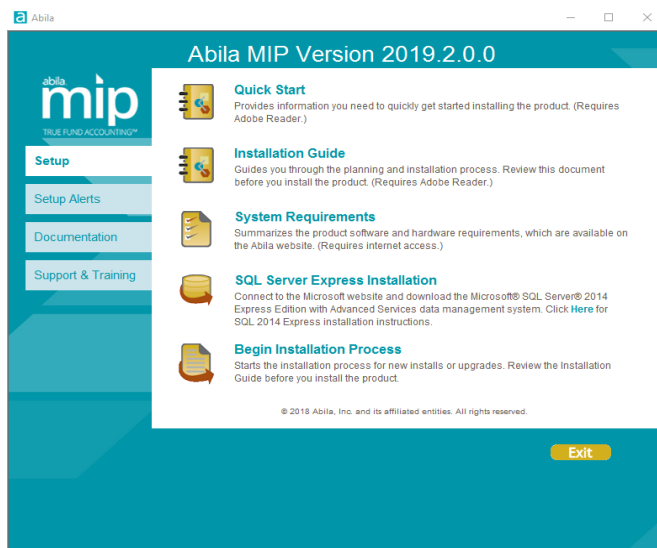 Abila
Abila MIP Version 2019.2.0.0
abila
mip
TRUE FUND ACCOUNTING™
Setup
Setup Alerts
Documentation
Support & Training
Quick Start
Provides information you need to quickly get started installing the product. (Requires
Adobe Reader.)
Installation Guide
Guides you through the planning and installation process. Review this document
before you install the product. (Requires Adobe Reader.)
System Requirements
Summarizes the product software and hardware requirements, which are available on
the Abila website. (Requires internet access.)
SQL Server Express Installation
Connect to the Microsoft website and download the Microsoft® SQL Server® 2014
Express Edition with Advanced Services data management system. Click Here for
SQL 2014 Express installation instructions.
Begin Installation Process
Starts the installation process for new installs or upgrades. Review the Installation
Guide before you install the product.
© 2018 Abila, Inc. and its affiliated entities. All rights reserved.
Exit